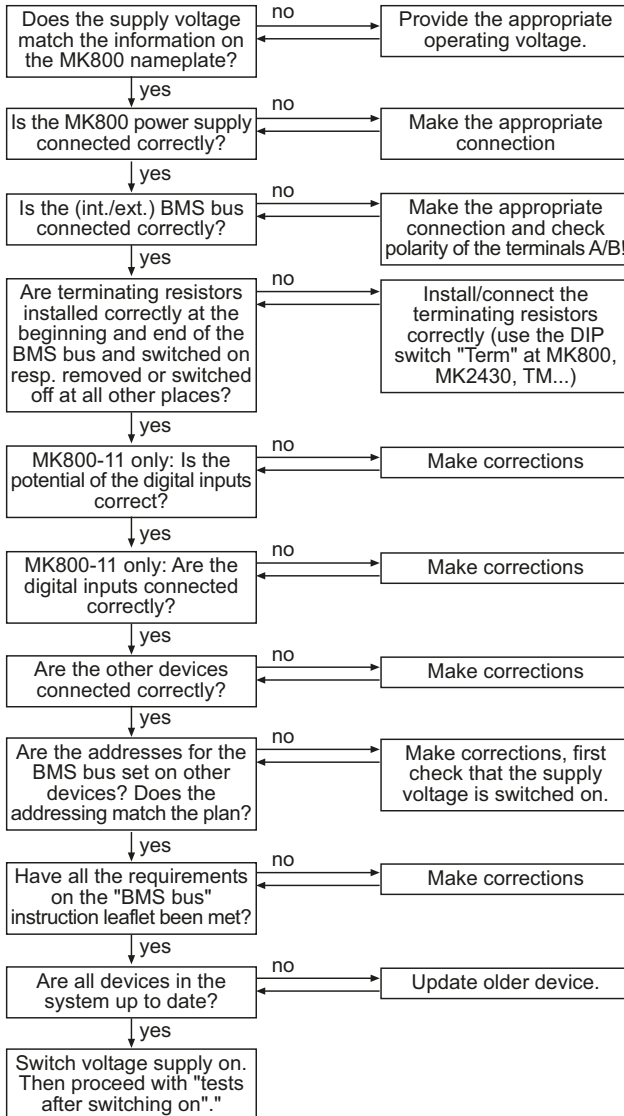 Does the supply voltage
match the information on
the MK800 nameplate?
no
Provide the appropriate
operating voltage.
yes
Is the MK800 power supply
connected correctly?
no
Make the appropriate
connection
yes
Is the (int./ext.) BMS bus
connected correctly?
no
Make the appropriate
connection and check
polarity of the terminals A/B!
yes
Are terminating resistors
installed correctly at the
beginning and end of the
BMS bus and switched on
resp. removed or switched
off at all other places?
no
Install/connect the
terminating resistors
correctly (use the DIP
switch "Term" at MK800,
MK2430, TM...)
yes
MK800-11 only: Is the
potential of the digital inputs
correct?
no
Make corrections
yes
MK800-11 only: Are the
digital inputs connected
correctly?
no
Make corrections
yes
Are the other devices
connected correctly?
no
Make corrections
yes
Are the addresses for the
BMS bus set on other
devices? Does the
addressing match the plan?
no
Make corrections, first
check that the supply
voltage is switched on.
yes
Have all the requirements
on the "BMS bus"
instruction leaflet been met?
no
Make corrections
yes
Are all devices in the
system up to date?
no
Update older device.
yes
Switch voltage supply on.
Then proceed with "tests
after switching on"."